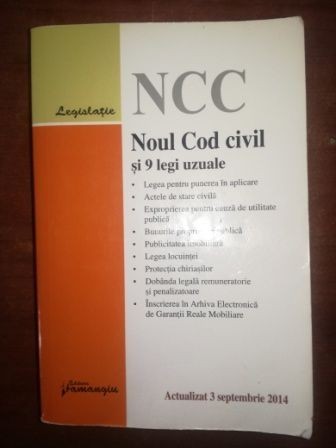 Legislație
NCC
Noul Cod civil
și 9 legi uzuale
• Legea pentru punerea în aplicare
• Actele de stare civilă
• Exproprierea pentru cauză de utilitate
publică
• Bunurile proprietate publică
• Publicitatea imobiliară
• Legea locuinței
• Protecția chiriașilor
• Dobânda legală remuneratorie
și penalizatoare
• Înscrierea în Arhiva Electronică
de Garanții Reale Mobiliare
Editura
Hamangiu
Actualizat 3 septembrie 2014